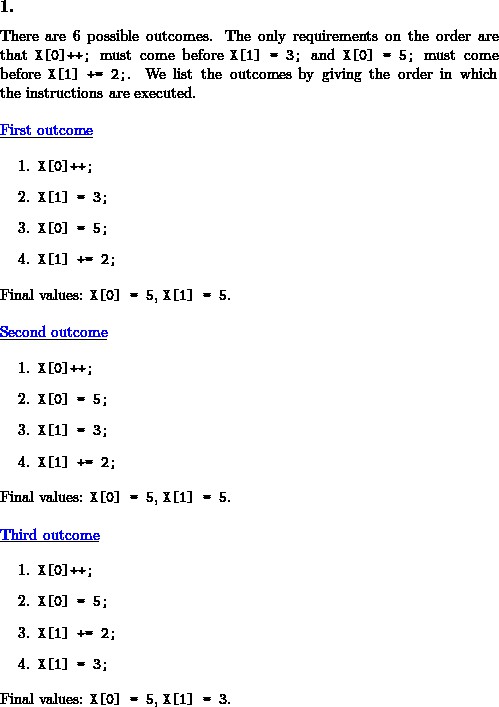 1.
There are 6 possible outcomes. The only requirements on the order are
that X[0]++; must come before X[1] = 3; and X[0] = 5; must come
before X[1] += 2;. We list the outcomes by giving the order in which
the instructions are executed.
First outcome
1. X[0]++;
2. X[1] = 3;
3. X[0] = 5;
4. X[1] += 2;
Final values: X[0] = 5, X[1] = 5.
Second outcome
1. X[0]++;
2. X[0] = 5;
3. X[1] = 3;
4. X[1] += 2;
Final values: X[0] = 5, X[1] = 5.
Third outcome
1. X[0]++;
2. X[0] = 5;
3. X[1] += 2;
4. X[1] = 3;
Final values: X[0] = 5, X[1] = 3.